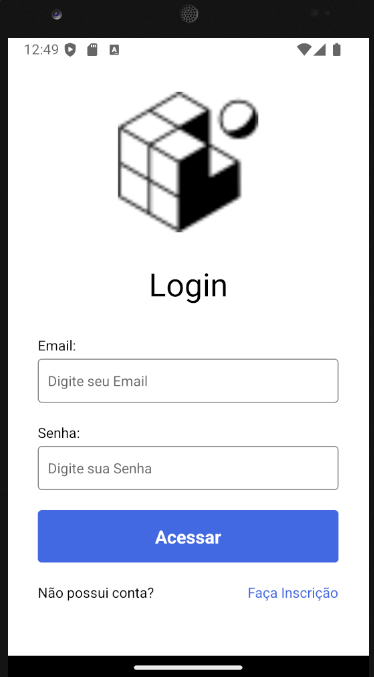 12:49
A
Login
Email:
Digite seu Email
Senha:
Digite sua Senha
Acessar
Não possui conta? Faça Inscrição